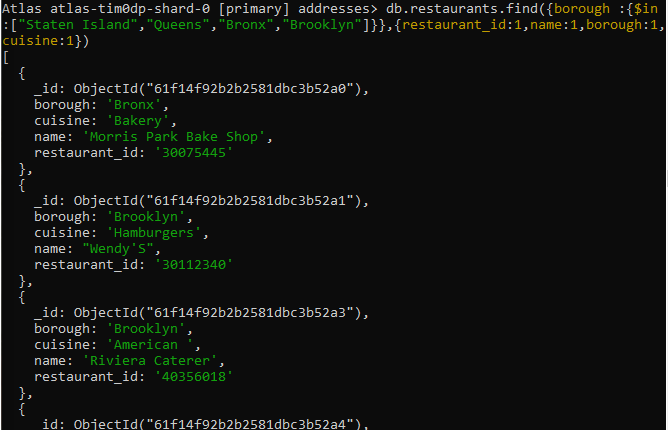 Atlas atlas-tim0dp-shard-0 [primary] addresses> db.restaurants.find({borough :{$in
:["Staten Island","Queens","Bronx","Brooklyn"]}},{restaurant_id:1,name:1,borough:1,
cuisine:1})
[
  {
    _id: ObjectId("61f14f92b2b2581dbc3b52a0"),
    borough: 'Bronx',
    cuisine: 'Bakery',
    name: 'Morris Park Bake Shop',
    restaurant_id: '30075445'
  },
  {
    _id: ObjectId("61f14f92b2b2581dbc3b52a1"),
    borough: 'Brooklyn',
    cuisine: 'Hamburgers',
    name: "Wendy'S",
    restaurant_id: '30112340'
  },
  {
    _id: ObjectId("61f14f92b2b2581dbc3b52a3"),
    borough: 'Brooklyn',
    cuisine: 'American ',
    name: 'Riviera Caterer',
    restaurant_id: '40356018'
  },
  {
    _id: ObjectId("61f14f92b2b2581dbc3b52a4"),